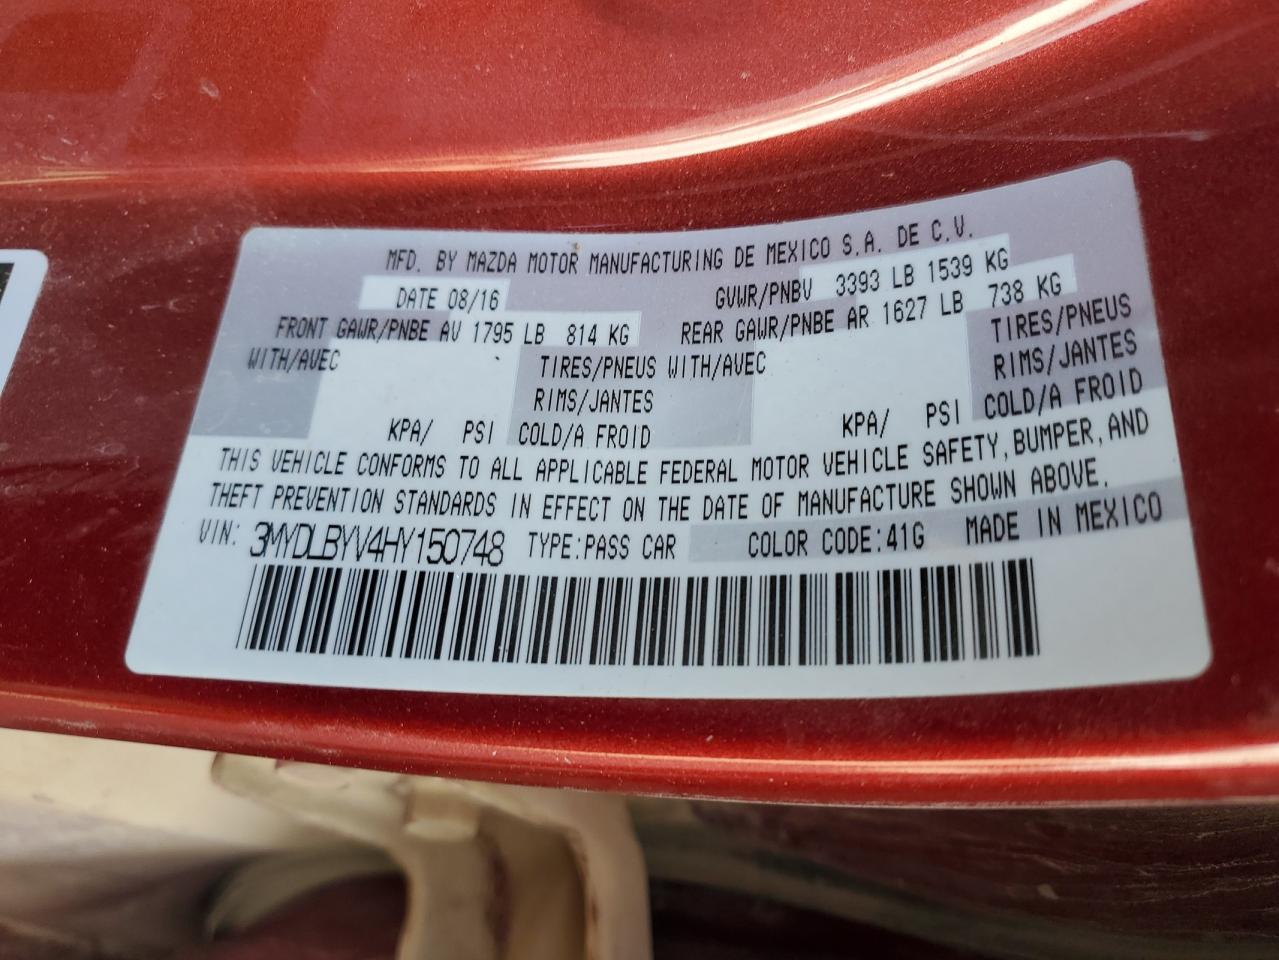 MFD. BY MAZDA MOTOR MANUFACTURING DE MEXICO S.A. DE C.V.
DATE 08/16 GVWR/PNBV 3393 LB 1539 KG
FRONT GAWR/PNBE AV 1795 LB 814 KG REAR GAWR/PNBE AR 1627 LB 738 KG
WITH/AVEC TIRES/PNEUS WITH/AVEC TIRES/PNEUS
RIMS/JANTES RIMS/JANTES
KPA/ PSI COLD/A FROID KPA/ PSI COLD/A FROID
THIS VEHICLE CONFORMS TO ALL APPLICABLE FEDERAL MOTOR VEHICLE SAFETY, BUMPER, AND
THEFT PREVENTION STANDARDS IN EFFECT ON THE DATE OF MANUFACTURE SHOWN ABOVE.
VIN: 3MYDLBYV4HY150748 TYPE:PASS CAR COLOR CODE:41G MADE IN MEXICO